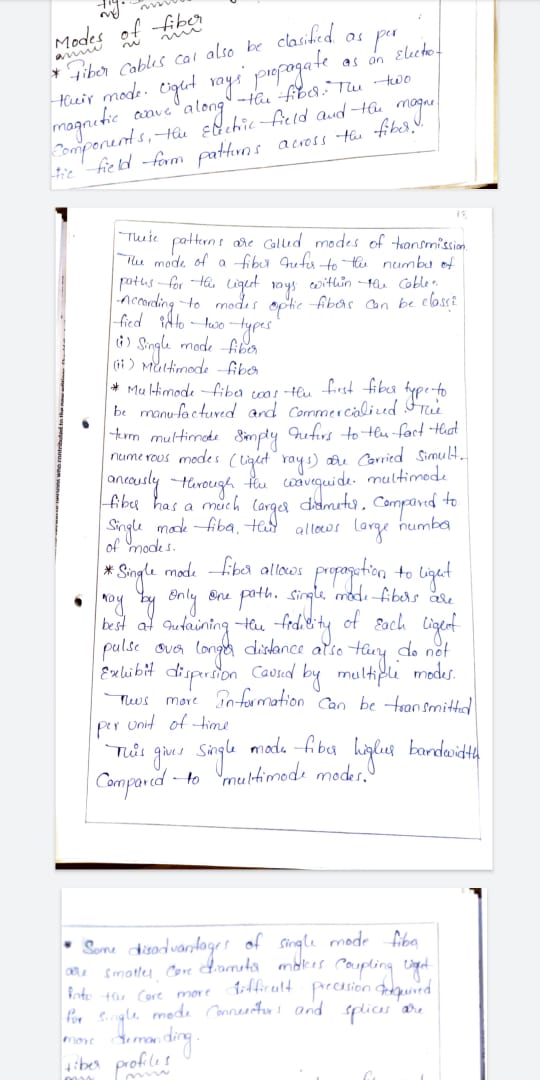 Modes of fiber
* Fiber Cables cal also be clasified as per
their mode. Light rays propagate as an Electro-
magnetic wave along the fiber. The two
Components, the Electric field and the magne
tic field form patterns across the fiber.
These patterns are Called modes of transmission
The mode of a fiber refers to the number of
paths for the light rays within the cable.
According to modes optic fibers can be classi
fied into two types
(i) Single mode fiber
(ii) Multimode fiber
* Multimode fiber was the first fiber type to
be manufactured and Commercialized. The
term multimode Simply refers to the fact that
numerous modes (light rays) are Carried Simult-
aneously through the waveguide. multimode
fiber has a much larger diameter, Compared to
Single mode fiber, that allows large number
of modes.
* Single mode fiber allows propagation to light
ray by only one path. Single mode fibers are
best at retaining the fidelity of each light
pulse over longer distance also they do not
Exhibit dispersion Caused by multiple modes.
Thus more Information Can be transmitted
per unit of time
This gives Single mode fiber higher bandwidth
Compared to multimode modes.
* Some disadvantages of single mode fiber
are smaller Core diameter makes Coupling light
into the Core more difficult precision required
for single mode Connectors and splices are
more demanding.
Fiber profiles